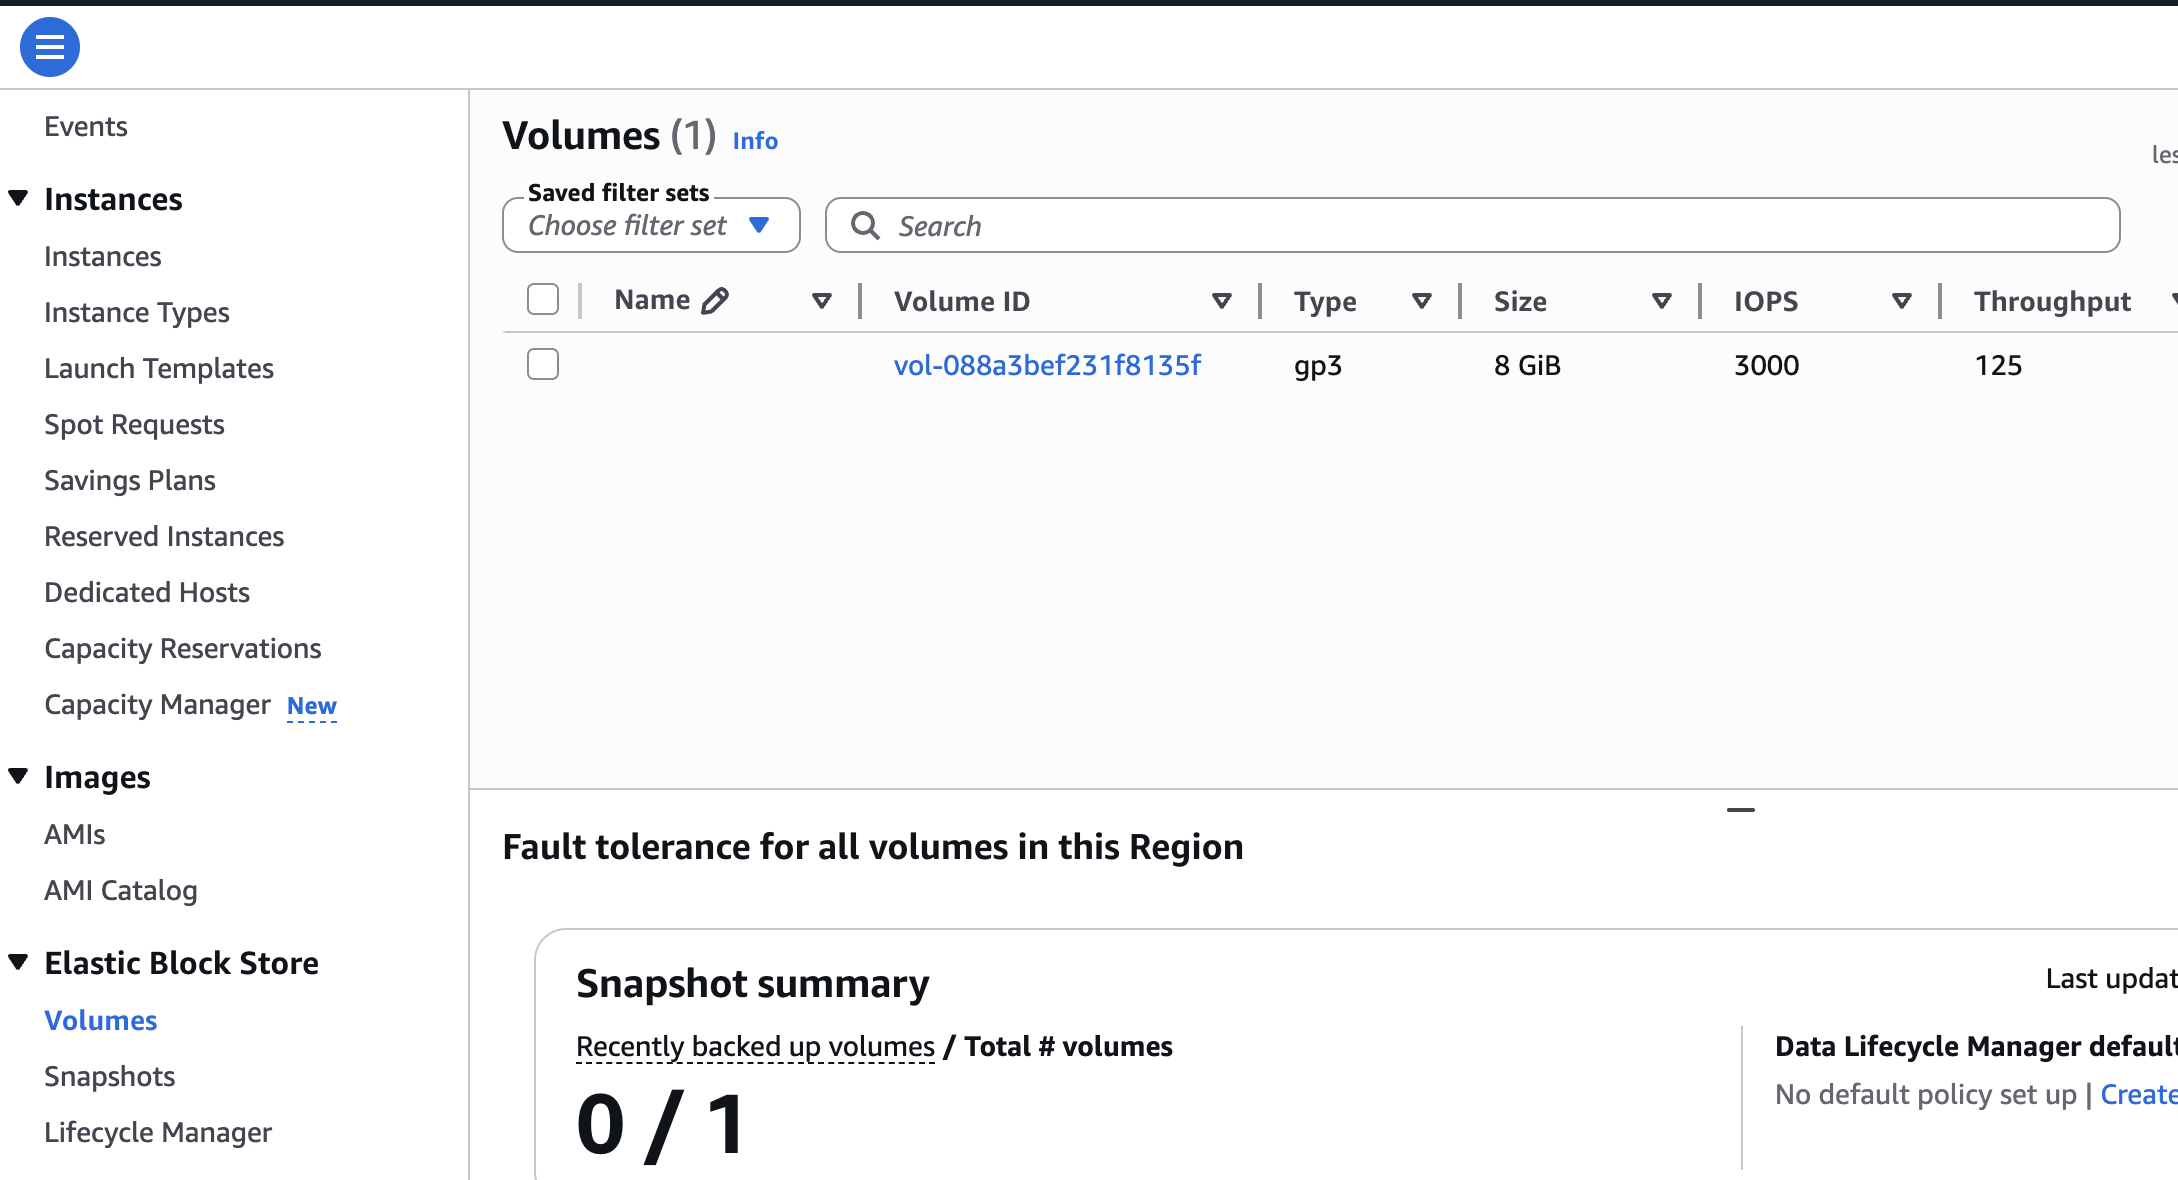 Events
Instances
Instances
Instance Types
Launch Templates
Spot Requests
Savings Plans
Reserved Instances
Dedicated Hosts
Capacity Reservations
Capacity Manager New
Images
AMIs
AMI Catalog
Elastic Block Store
Volumes
Snapshots
Lifecycle Manager
Volumes (1) Info
les
Saved filter sets
Choose filter set
Search
Name Volume ID Type Size IOPS Throughput
vol-088a3bef231f8135f gp3 8 GiB 3000 125
Fault tolerance for all volumes in this Region
Snapshot summary
Last updat
Recently backed up volumes / Total # volumes
0 / 1
Data Lifecycle Manager default
No default policy set up | Create